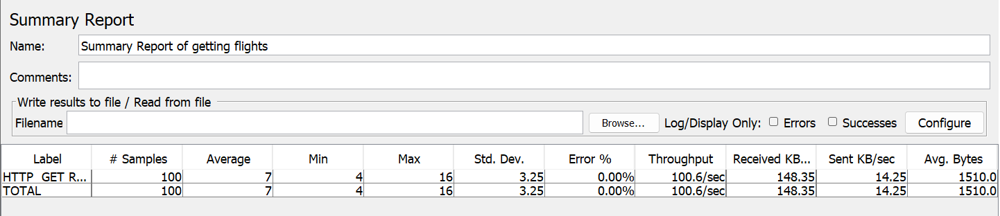 Summary Report
Name: Summary Report of getting flights
Comments:
Write results to file / Read from file
Filename Browse... Log/Display Only: Errors Successes Configure
Label # Samples Average Min Max Std. Dev. Error % Throughput Received KB... Sent KB/sec Avg. Bytes
HTTP GET R... 100 7 4 16 3.25 0.00% 100.6/sec 148.35 14.25 1510.0
TOTAL 100 7 4 16 3.25 0.00% 100.6/sec 148.35 14.25 1510.0